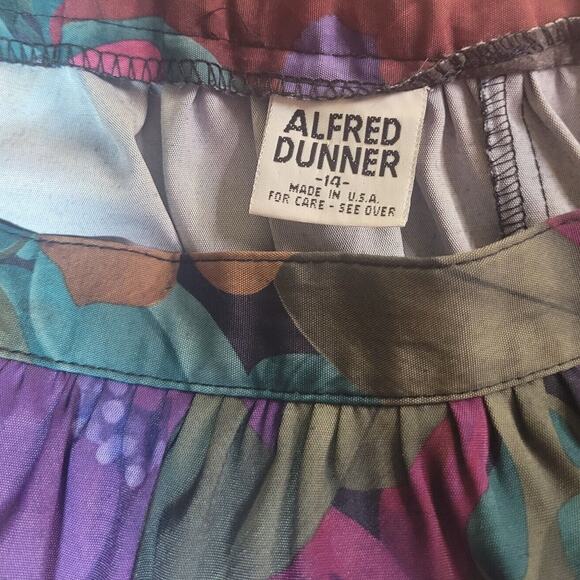 ALFRED
DUNNER
-14-
MADE IN U.S.A.
FOR CARE - SEE OVER